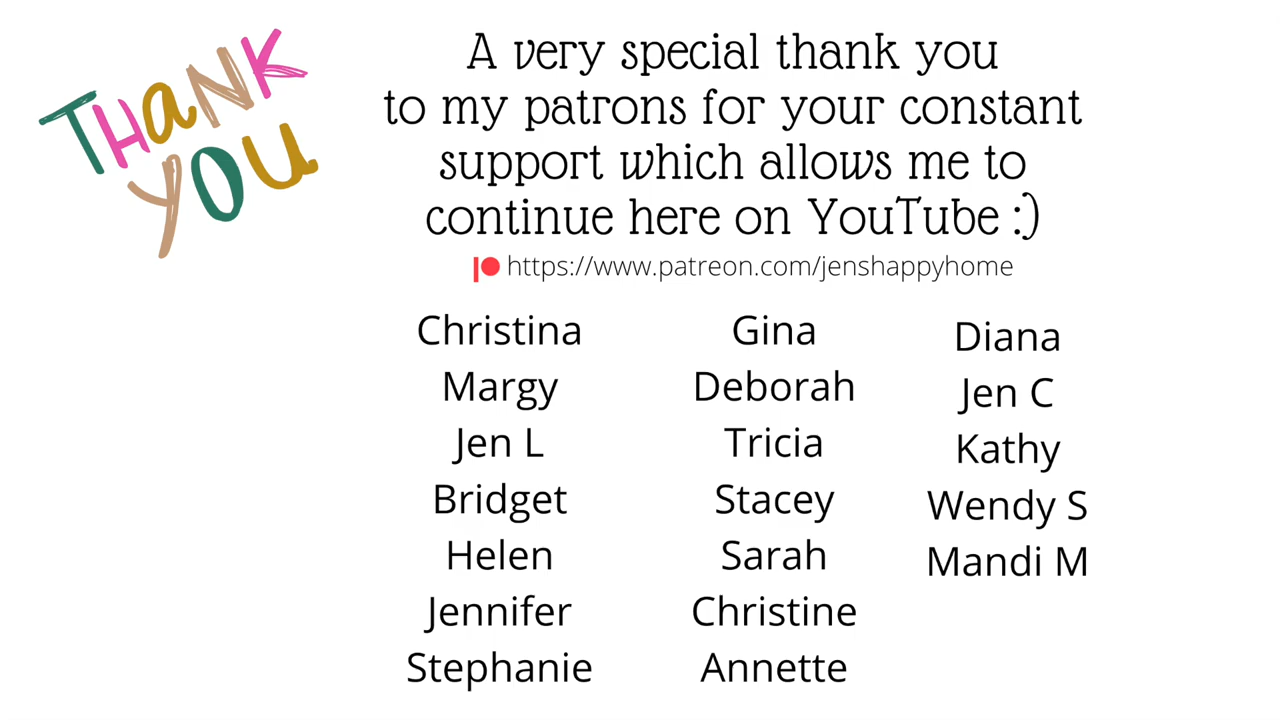 THANK
YOU
A very special thank you
to my patrons for your constant
support which allows me to
continue here on YouTube :)
https://www.patreon.com/jenshappyhome
Christina
Margy
Jen L
Bridget
Helen
Jennifer
Stephanie
Gina
Deborah
Tricia
Stacey
Sarah
Christine
Annette
Diana
Jen C
Kathy
Wendy S
Mandi M